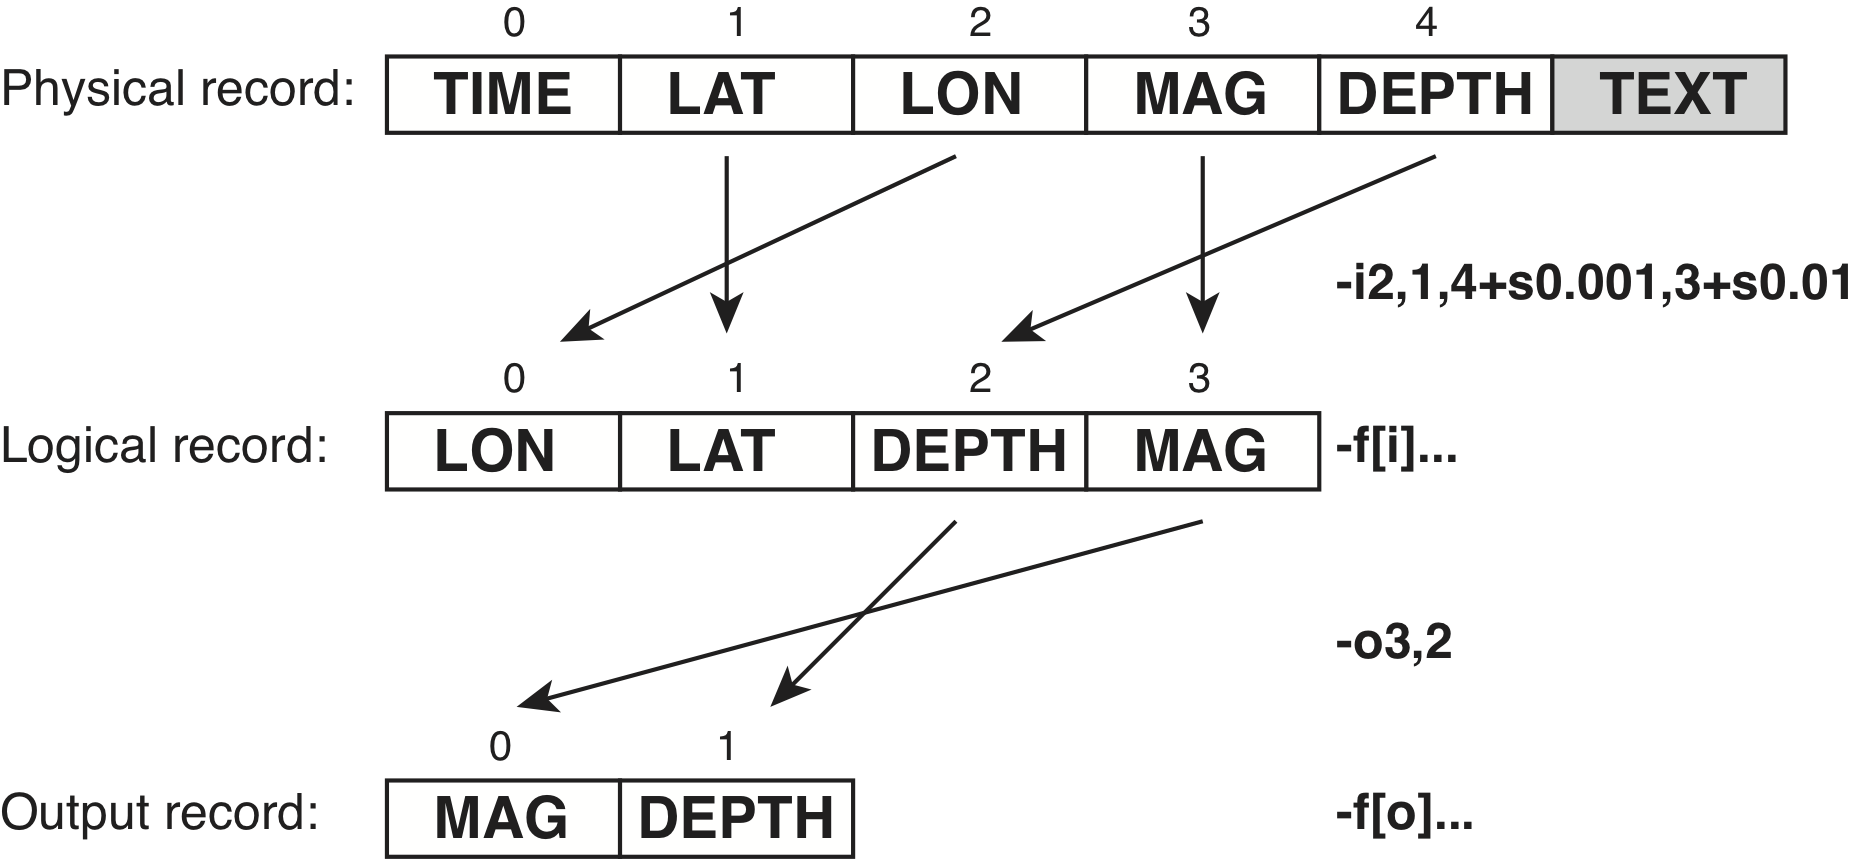 0 1 2 3 4
Physical record: TIME LAT LON MAG DEPTH TEXT
-i2,1,4+s0.001,3+s0.01
0 1 2 3
Logical record: LON LAT DEPTH MAG -f[i]...
-o3,2
0 1
Output record: MAG DEPTH -f[o]...